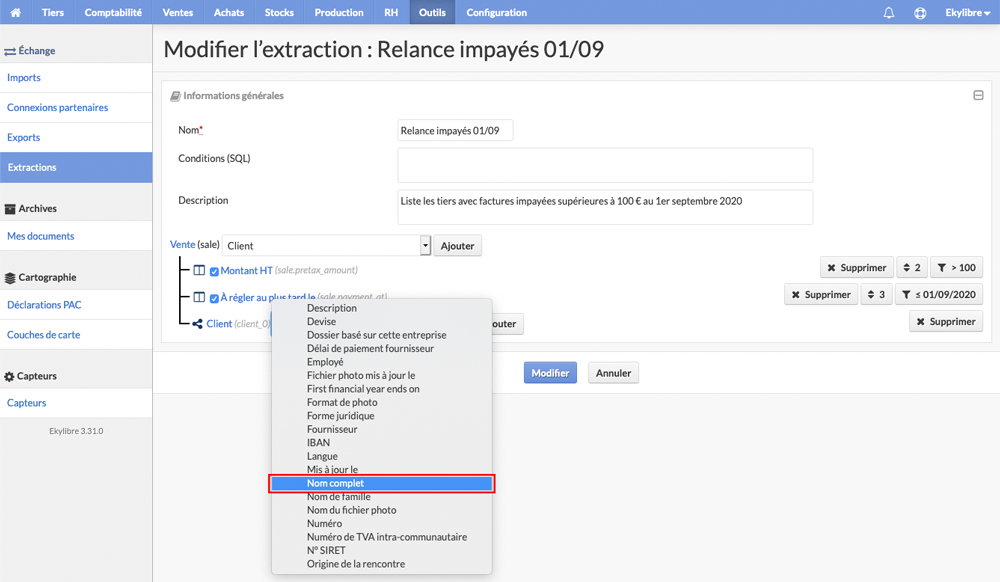 Tiers Comptabilité Ventes Achats Stocks Production RH Outils Configuration Ekylibre
Échange
Imports
Connexions partenaires
Exports
Extractions
Archives
Mes documents
Cartographie
Déclarations PAC
Couches de carte
Capteurs
Capteurs
Ekylibre 3.31.0
Modifier l'extraction : Relance impayés 01/09
Informations générales
Nom* Relance impayés 01/09
Conditions (SQL)
Description Liste les tiers avec factures impayées supérieures à 100 € au 1er septembre 2020
Vente (sale) Client Ajouter
Montant HT (sale.pretax_amount) Supprimer 2 > 100
À régler au plus tard le (sale.payment_at) Supprimer 3 ≤ 01/09/2020
Client (client_0) outer Supprimer
Description
Devise
Dossier basé sur cette entreprise
Délai de paiement fournisseur
Employé
Fichier photo mis à jour le
First financial year ends on
Format de photo
Forme juridique
Fournisseur
IBAN
Langue
Mis à jour le
Nom complet
Nom de famille
Nom du fichier photo
Numéro
Numéro de TVA intra-communautaire
N° SIRET
Origine de la rencontre
Modifier Annuler